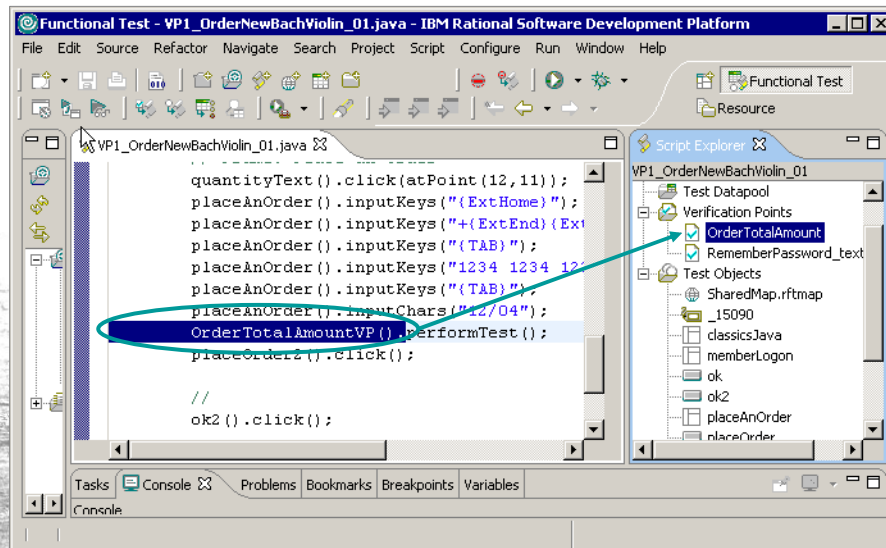 Functional Test - VP1_OrderNewBachViolin_01.java - IBM Rational Software Development Platform
File Edit Source Refactor Navigate Search Project Script Configure Run Window Help
Functional Test
Resource
VP1_OrderNewBachViolin_01.java
quantityText().click(atPoint(12,11));
placeAnOrder().inputKeys("{ExtHome}");
placeAnOrder().inputKeys("+{ExtEnd}{Ext
placeAnOrder().inputKeys("{TAB}");
placeAnOrder().inputKeys("1234 1234 12
placeAnOrder().inputKeys("{TAB}");
placeAnOrder().inputChars("12/04");
OrderTotalAmountVP().performTest();
placeOrder2().click();
//
ok2().click();
Script Explorer
VP1_OrderNewBachViolin_01
Test Datapool
Verification Points
OrderTotalAmount
RememberPassword_text
Test Objects
SharedMap.rftmap
_15090
classicsJava
memberLogon
ok
ok2
placeAnOrder
placeOrder
Tasks Console Problems Bookmarks Breakpoints Variables
Console